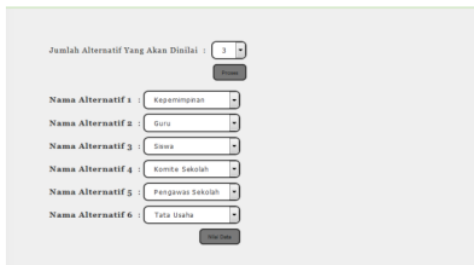 Jumlah Alternatif Yang Akan Dinilai : 3
Proses
Nama Alternatif 1 : Kepemimpinan
Nama Alternatif 2 : Guru
Nama Alternatif 3 : Siswa
Nama Alternatif 4 : Komite Sekolah
Nama Alternatif 5 : Pengawas Sekolah
Nama Alternatif 6 : Tata Usaha